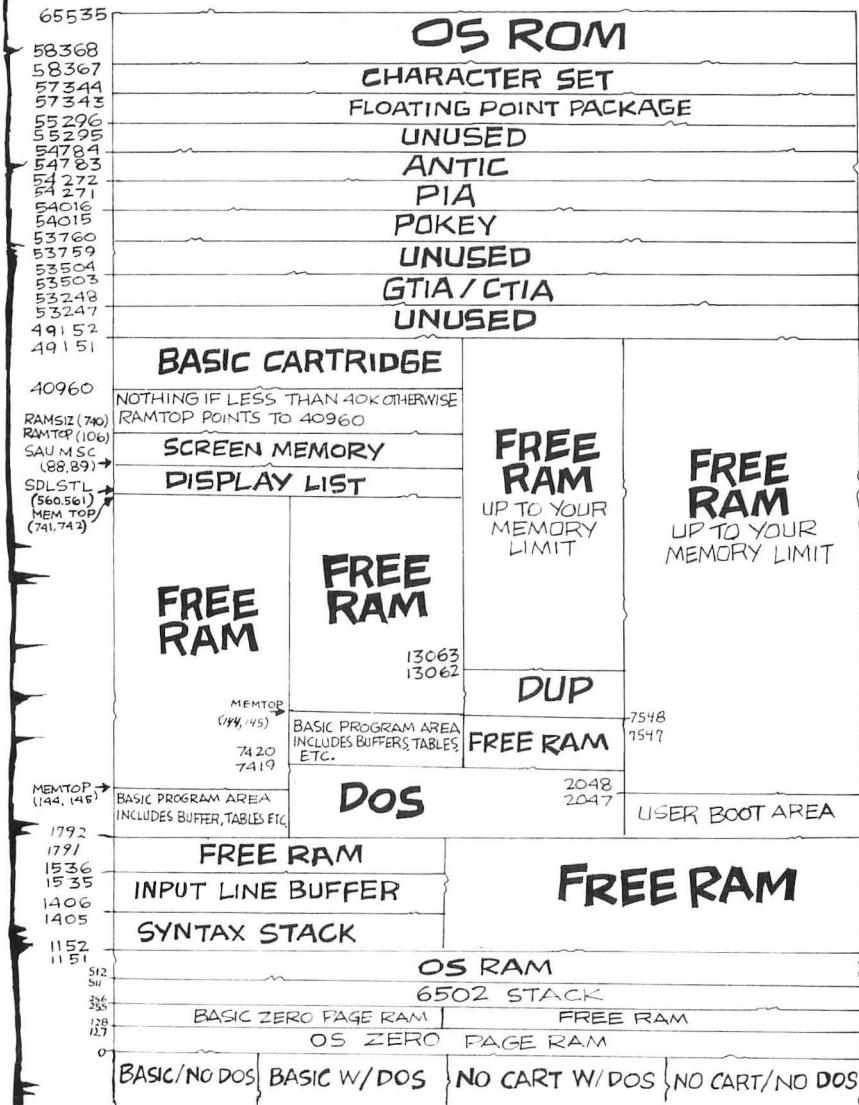 65535
OS ROM
58368
58367
CHARACTER SET
57344
57343
FLOATING POINT PACKAGE
55296
55295
UNUSED
54784
54783
ANTIC
54272
54271
PIA
54016
54015
POKEY
53760
53759
UNUSED
53504
53503
GTIA/CTIA
53248
53247
UNUSED
49152
49151
BASIC CARTRIDGE
40960
NOTHING IF LESS THAN 40K OTHERWISE
RAMTOP POINTS TO 40960
RAMSIZ (740)
RAMTOP (106)
SCREEN MEMORY
SAU MSC
(88,89)
DISPLAY LIST
SDLSTL
(560.561)
MEM TOP
(741,742)
FREE
RAM
UP TO YOUR
MEMORY
LIMIT
FREE
RAM
UP TO YOUR
MEMORY LIMIT
FREE
RAM
FREE
RAM
13063
13062
DUP
MEMTOP
(144,145)
BASIC PROGRAM AREA
INCLUDES BUFFERS, TABLES,
ETC.
FREE RAM
7548
7547
7420
7419
MEMTOP
(144, 145)
BASIC PROGRAM AREA
INCLUDES BUFFER, TABLES ETC.
DOS
2048
2047
USER BOOT AREA
1792
1791
FREE RAM
1536
1535
INPUT LINE BUFFER
FREE RAM
1406
1405
SYNTAX STACK
1152
1151
OS RAM
512
511
6502 STACK
256
255
BASIC ZERO PAGE RAM
FREE RAM
128
127
OS ZERO PAGE RAM
0
BASIC/NO DOS
BASIC W/DOS
NO CART W/DOS
NO CART/NO DOS